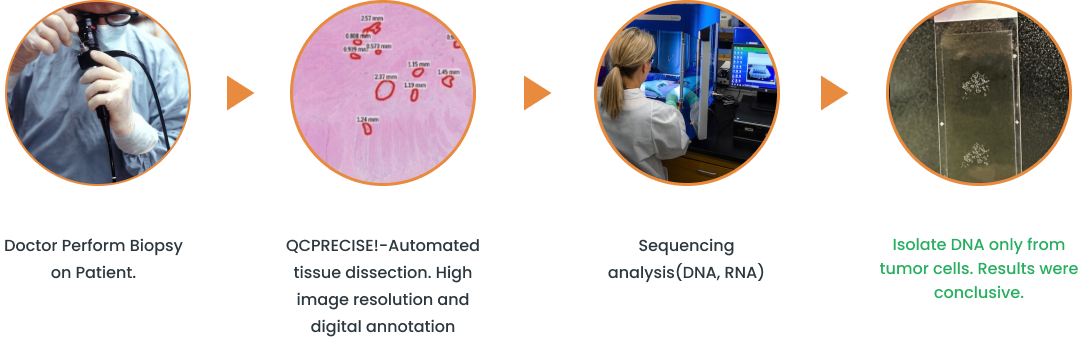 2.57 mm
0.808 mm
0.573 mm
0.939 mm
1.15 mm
2.37 mm
1.45 mm
1.19 mm
1.24 mm
Doctor Perform Biopsy
on Patient.
QCPRECISE!-Automated
tissue dissection. High
image resolution and
digital annotation
Sequencing
analysis(DNA, RNA)
Isolate DNA only from
tumor cells. Results were
conclusive.